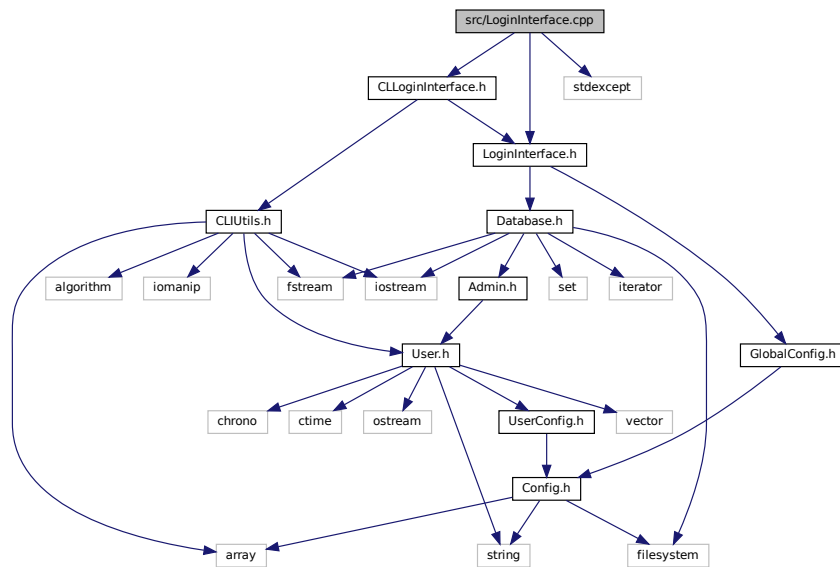 src/LoginInterface.cpp
CLLoginInterface.h
stdexcept
LoginInterface.h
CLIUtils.h
Database.h
algorithm
iomanip
fstream
iostream
Admin.h
set
iterator
User.h
GlobalConfig.h
chrono
ctime
ostream
UserConfig.h
vector
Config.h
array
string
filesystem